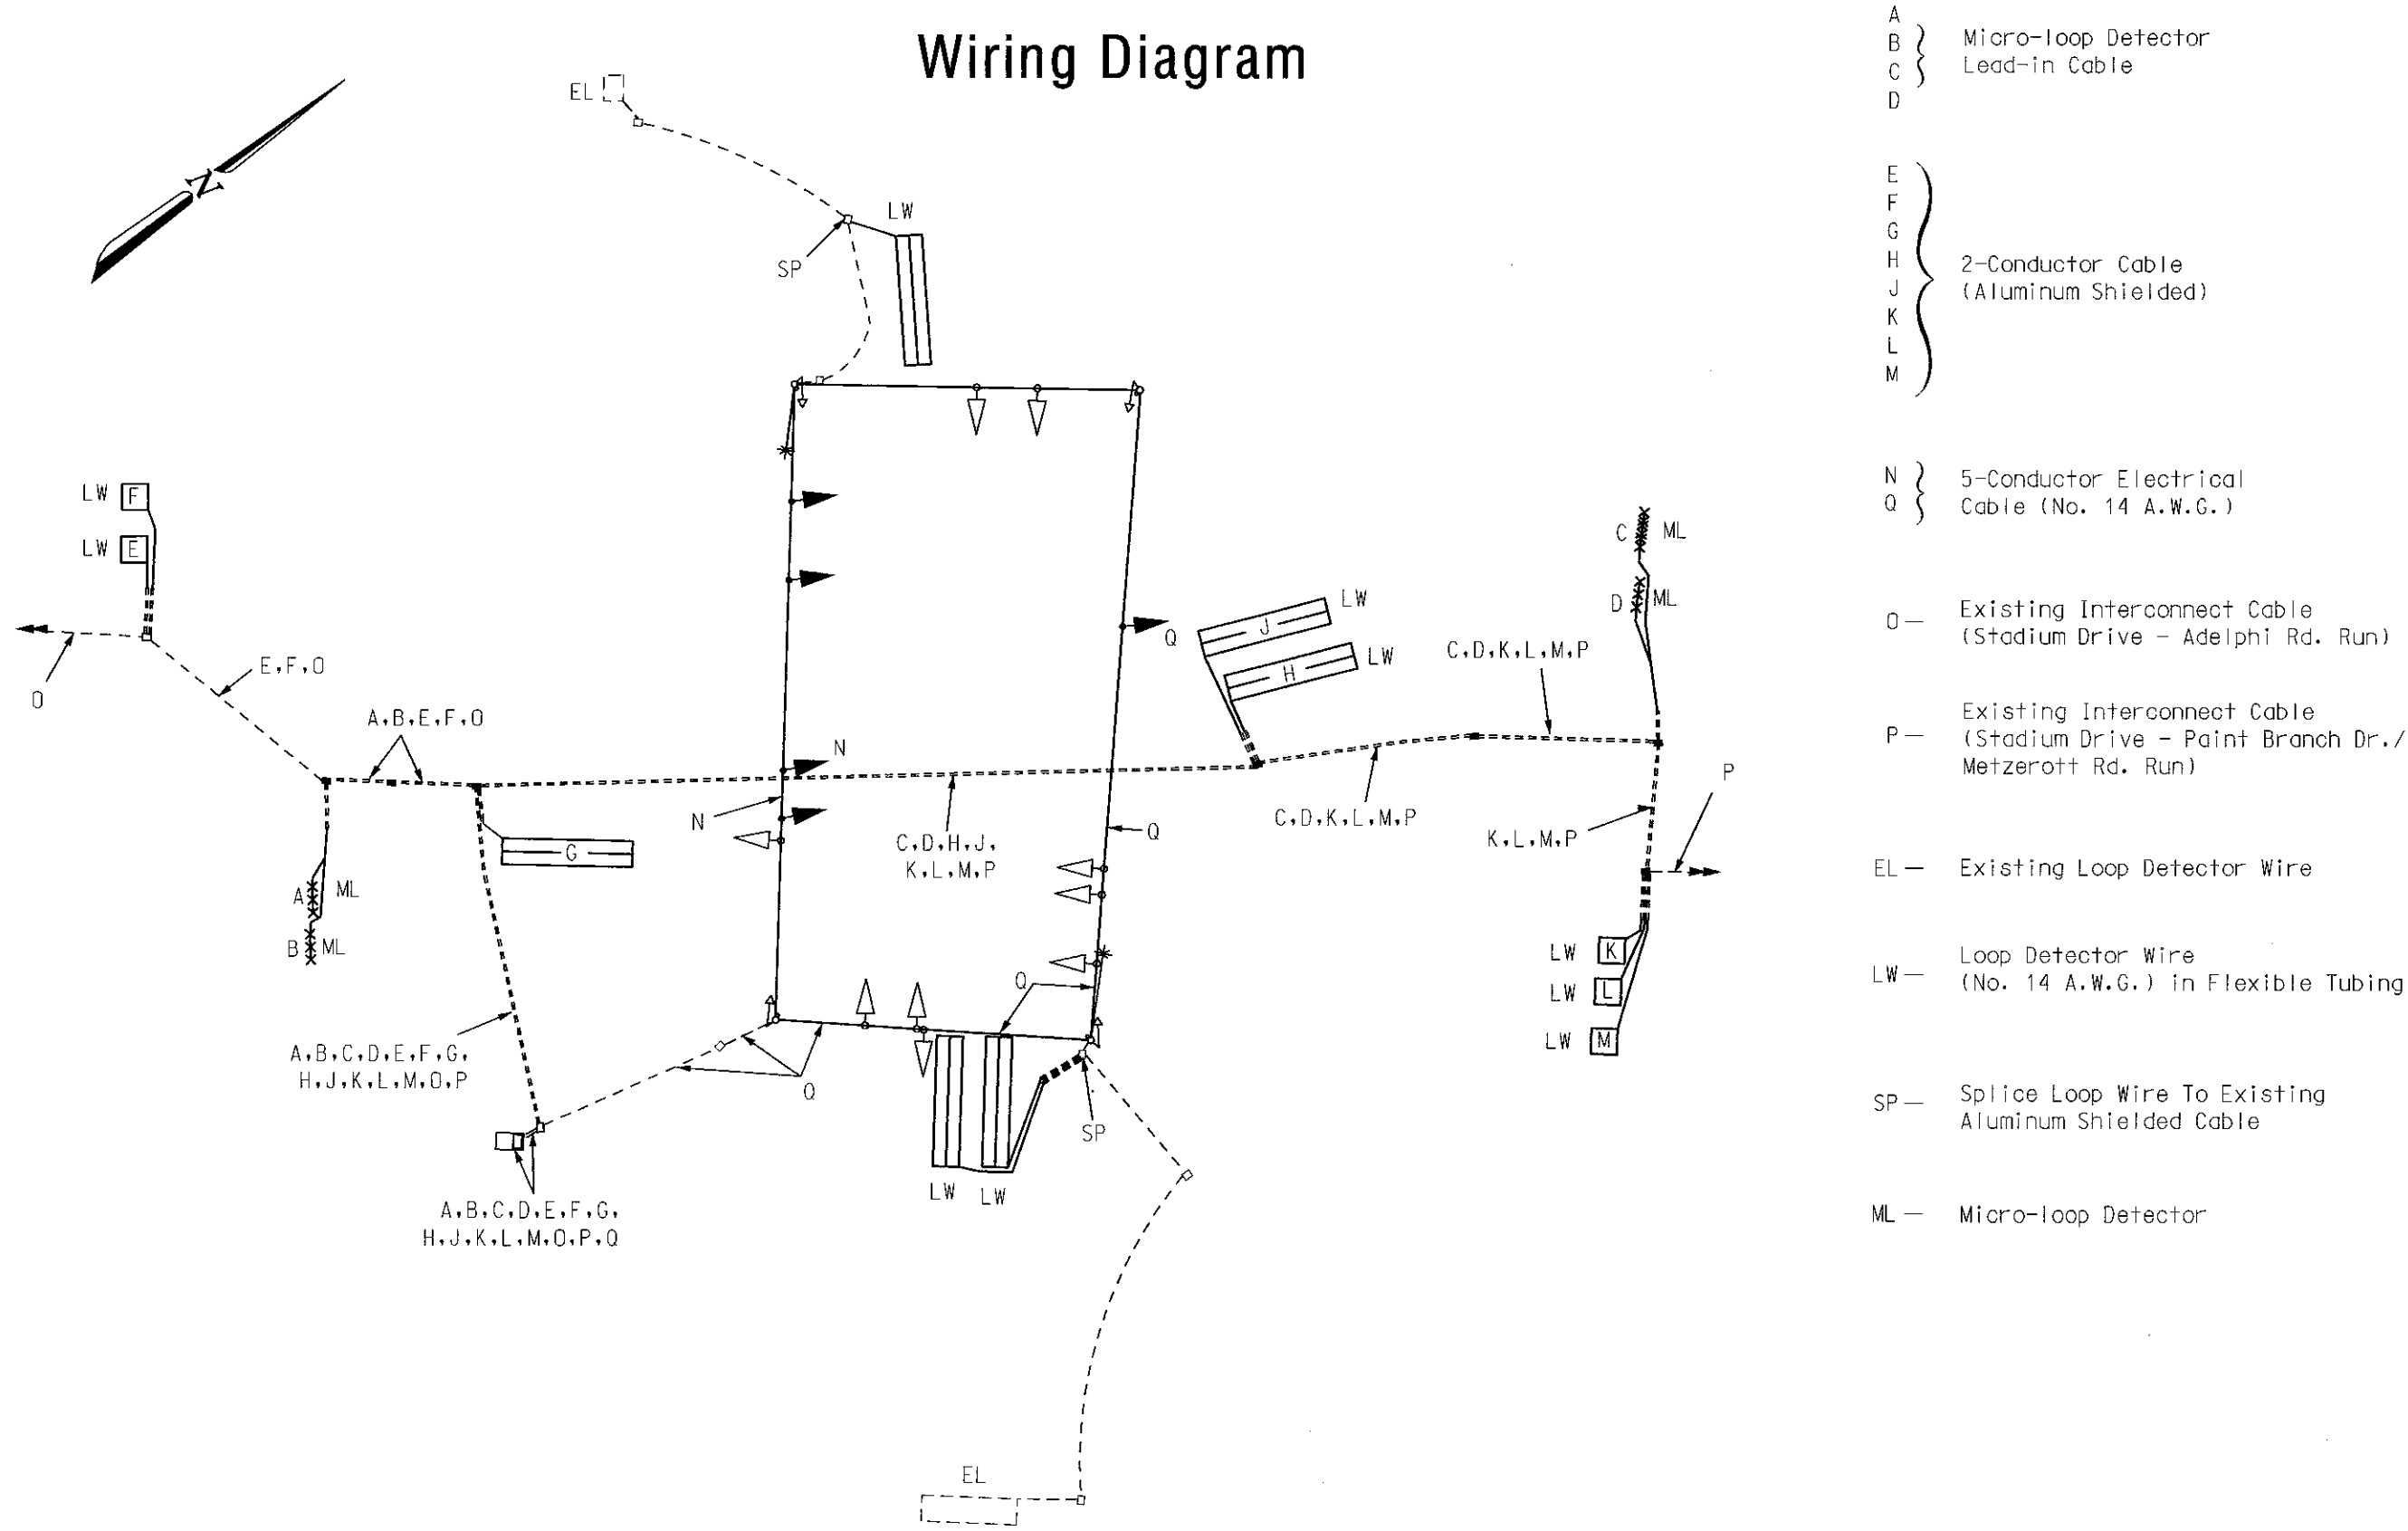 Wiring Diagram
EL
LW
SP
N
LW F
LW E
O
E,F,O
A,B,E,F,O
N
N
Q
J LW
H LW
C,D,K,L,M,P
C ML
D ML
P
Q
C,D,H,J,
K,L,M,P
C,D,K,L,M,P
K,L,M,P
G
A ML
B ML
LW K
LW L
LW M
Q
A,B,C,D,E,F,G,
H,J,K,L,M,O,P
Q
SP
LW LW
A,B,C,D,E,F,G,
H,J,K,L,M,O,P,Q
EL
A
B
C
D
Micro-loop Detector
Lead-in Cable
E
F
G
H
J
K
L
M
2-Conductor Cable
(Aluminum Shielded)
N
Q
5-Conductor Electrical
Cable (No. 14 A.W.G.)
O — Existing Interconnect Cable
(Stadium Drive - Adelphi Rd. Run)
Existing Interconnect Cable
P — (Stadium Drive - Paint Branch Dr./
Metzerott Rd. Run)
EL — Existing Loop Detector Wire
Loop Detector Wire
LW — (No. 14 A.W.G.) in Flexible Tubing
SP — Splice Loop Wire To Existing
Aluminum Shielded Cable
ML — Micro-loop Detector